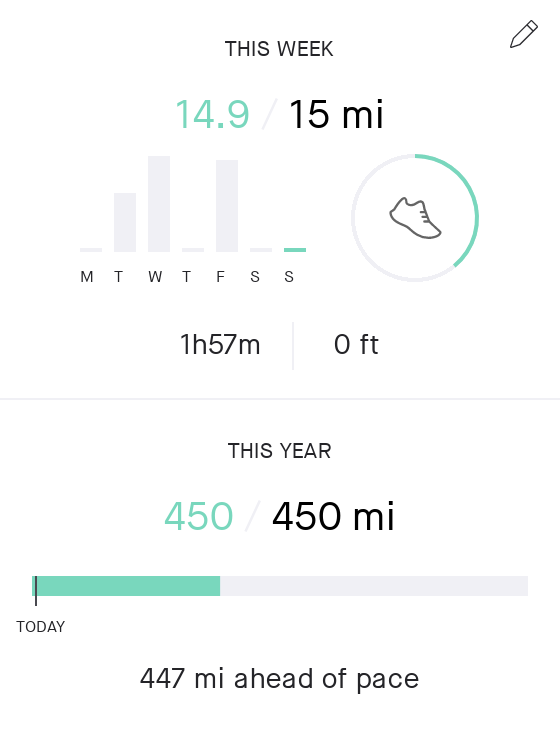 THIS WEEK
14.9 / 15 mi
M T W T F S S
1h57m 0 ft
THIS YEAR
450 / 450 mi
TODAY
447 mi ahead of pace